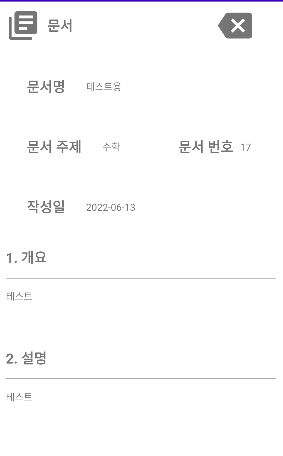 문서
문서명 테스트용
문서 주제 수학 문서 번호 17
작성일 2022-06-13
1. 개요
테스트
2. 설명
테스트